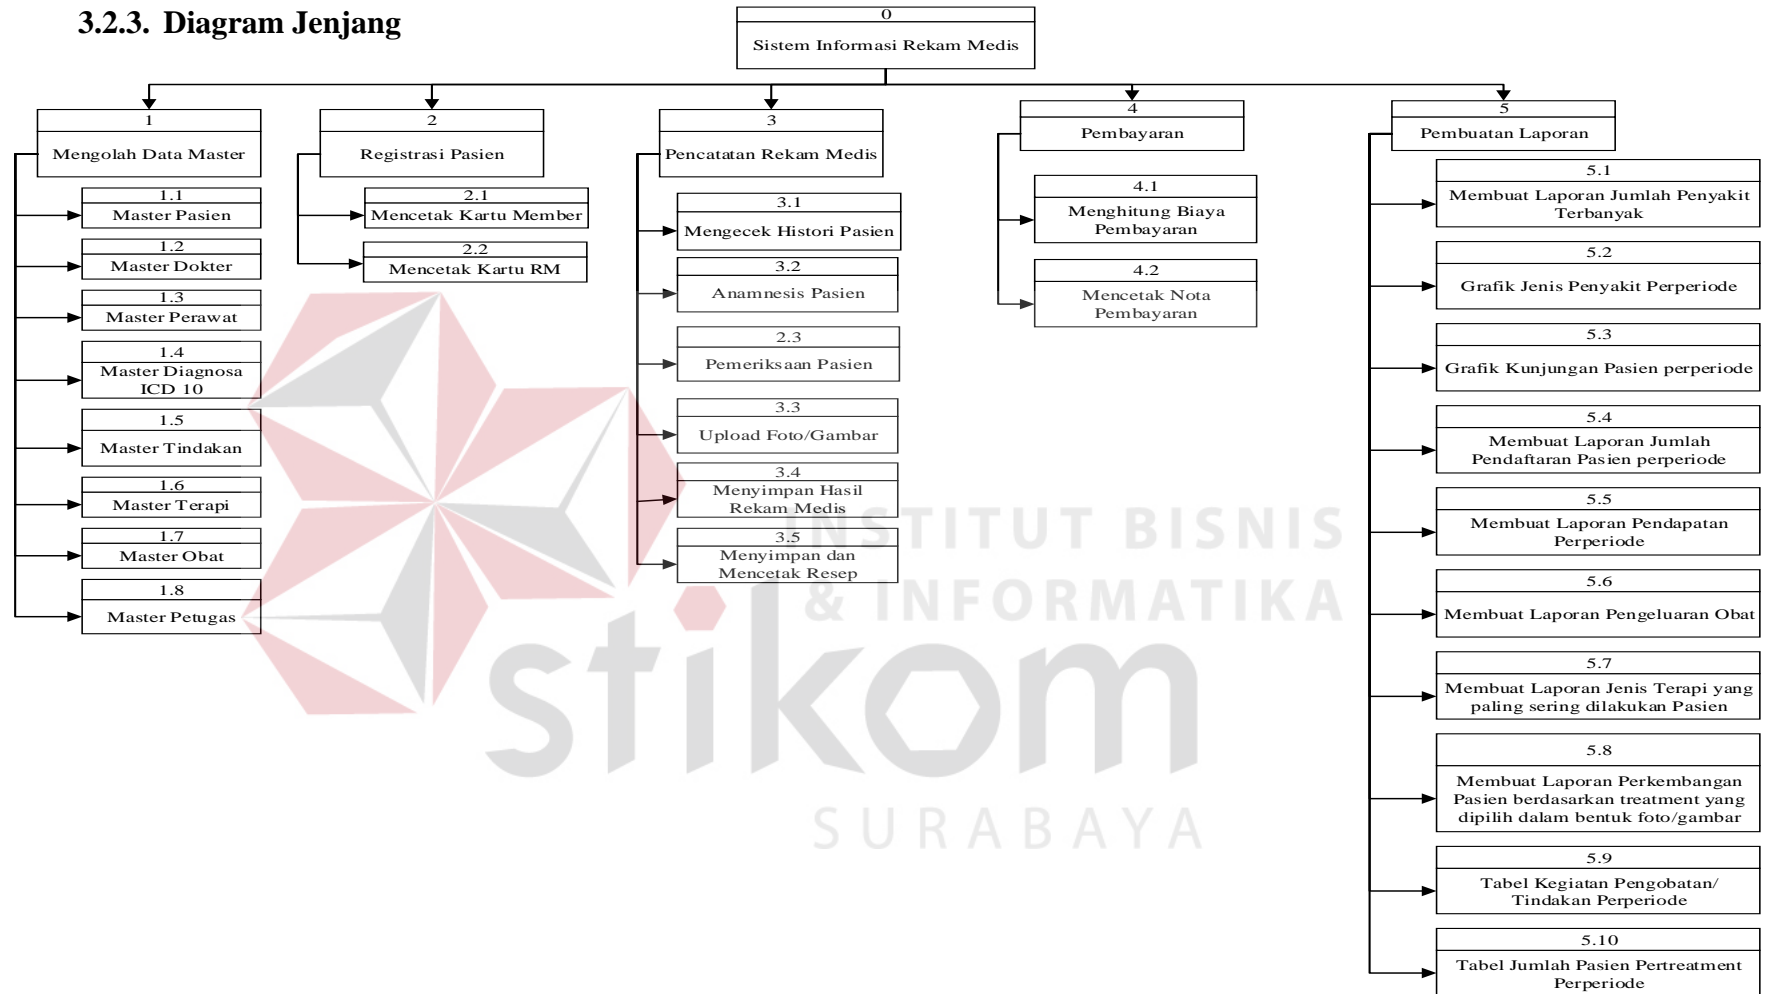 3.2.3. Diagram Jenjang
0
Sistem Informasi Rekam Medis
1
Mengolah Data Master
1.1
Master Pasien
1.2
Master Dokter
1.3
Master Perawat
1.4
Master Diagnosa
ICD 10
1.5
Master Tindakan
1.6
Master Terapi
1.7
Master Obat
1.8
Master Petugas
2
Registrasi Pasien
2.1
Mencetak Kartu Member
2.2
Mencetak Kartu RM
3
Pencatatan Rekam Medis
3.1
Mengecek Histori Pasien
3.2
Anamnesis Pasien
2.3
Pemeriksaan Pasien
3.3
Upload Foto/Gambar
3.4
Menyimpan Hasil
Rekam Medis
3.5
Menyimpan dan
Mencetak Resep
4
Pembayaran
4.1
Menghitung Biaya
Pembayaran
4.2
Mencetak Nota
Pembayaran
5
Pembuatan Laporan
5.1
Membuat Laporan Jumlah Penyakit
Terbanyak
5.2
Grafik Jenis Penyakit Perperiode
5.3
Grafik Kunjungan Pasien perperiode
5.4
Membuat Laporan Jumlah
Pendaftaran Pasien perperiode
5.5
Membuat Laporan Pendapatan
Perperiode
5.6
Membuat Laporan Pengeluaran Obat
5.7
Membuat Laporan Jenis Terapi yang
paling sering dilakukan Pasien
5.8
Membuat Laporan Perkembangan
Pasien berdasarkan treatment yang
dipilih dalam bentuk foto/gambar
5.9
Tabel Kegiatan Pengobatan/
Tindakan Perperiode
5.10
Tabel Jumlah Pasien Pertreatment
Perperiode
INSTITUT BISNIS
& INFORMATIKA
stikom
SURABAYA